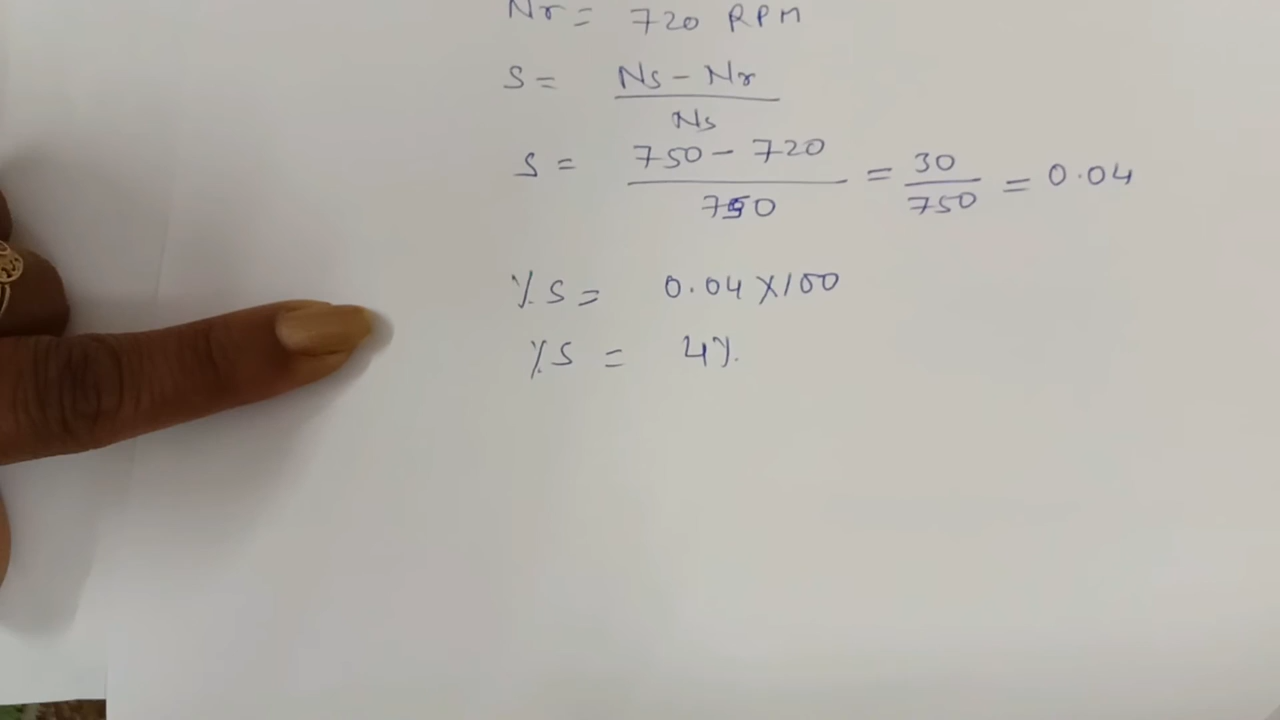 Nr = 720 RPM
S = Ns - Nr
Ns
S = 750 - 720 = 30 = 0.04
750 750
% S = 0.04 X 100
% S = 4%